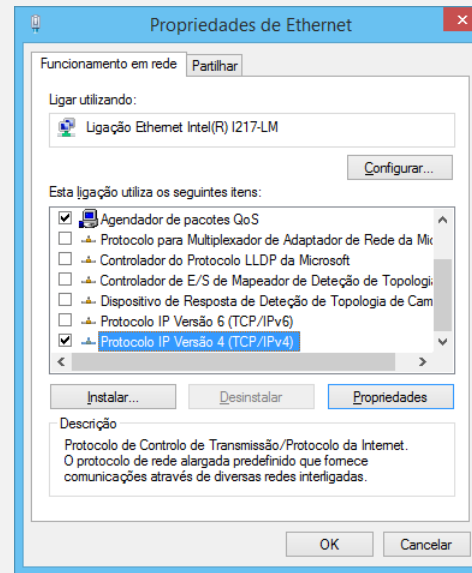 Propriedades de Ethernet
Funcionamento em rede
Partilhar
Ligar utilizando:
Ligação Ethernet Intel(R) I217-LM
Configurar...
Esta ligação utiliza os seguintes itens:
Agendador de pacotes QoS
Protocolo para Multiplexador de Adaptador de Rede da Mic
Controlador do Protocolo LLDP da Microsoft
Controlador de E/S de Mapeador de Deteção de Topologi
Dispositivo de Resposta de Deteção de Topologia de Cam
Protocolo IP Versão 6 (TCP/IPv6)
Protocolo IP Versão 4 (TCP/IPv4)
Instalar...
Desinstalar
Propriedades
Descrição
Protocolo de Controlo de Transmissão/Protocolo da Internet.
O protocolo de rede alargada predefinido que fornece
comunicações através de diversas redes interligadas.
OK
Cancelar